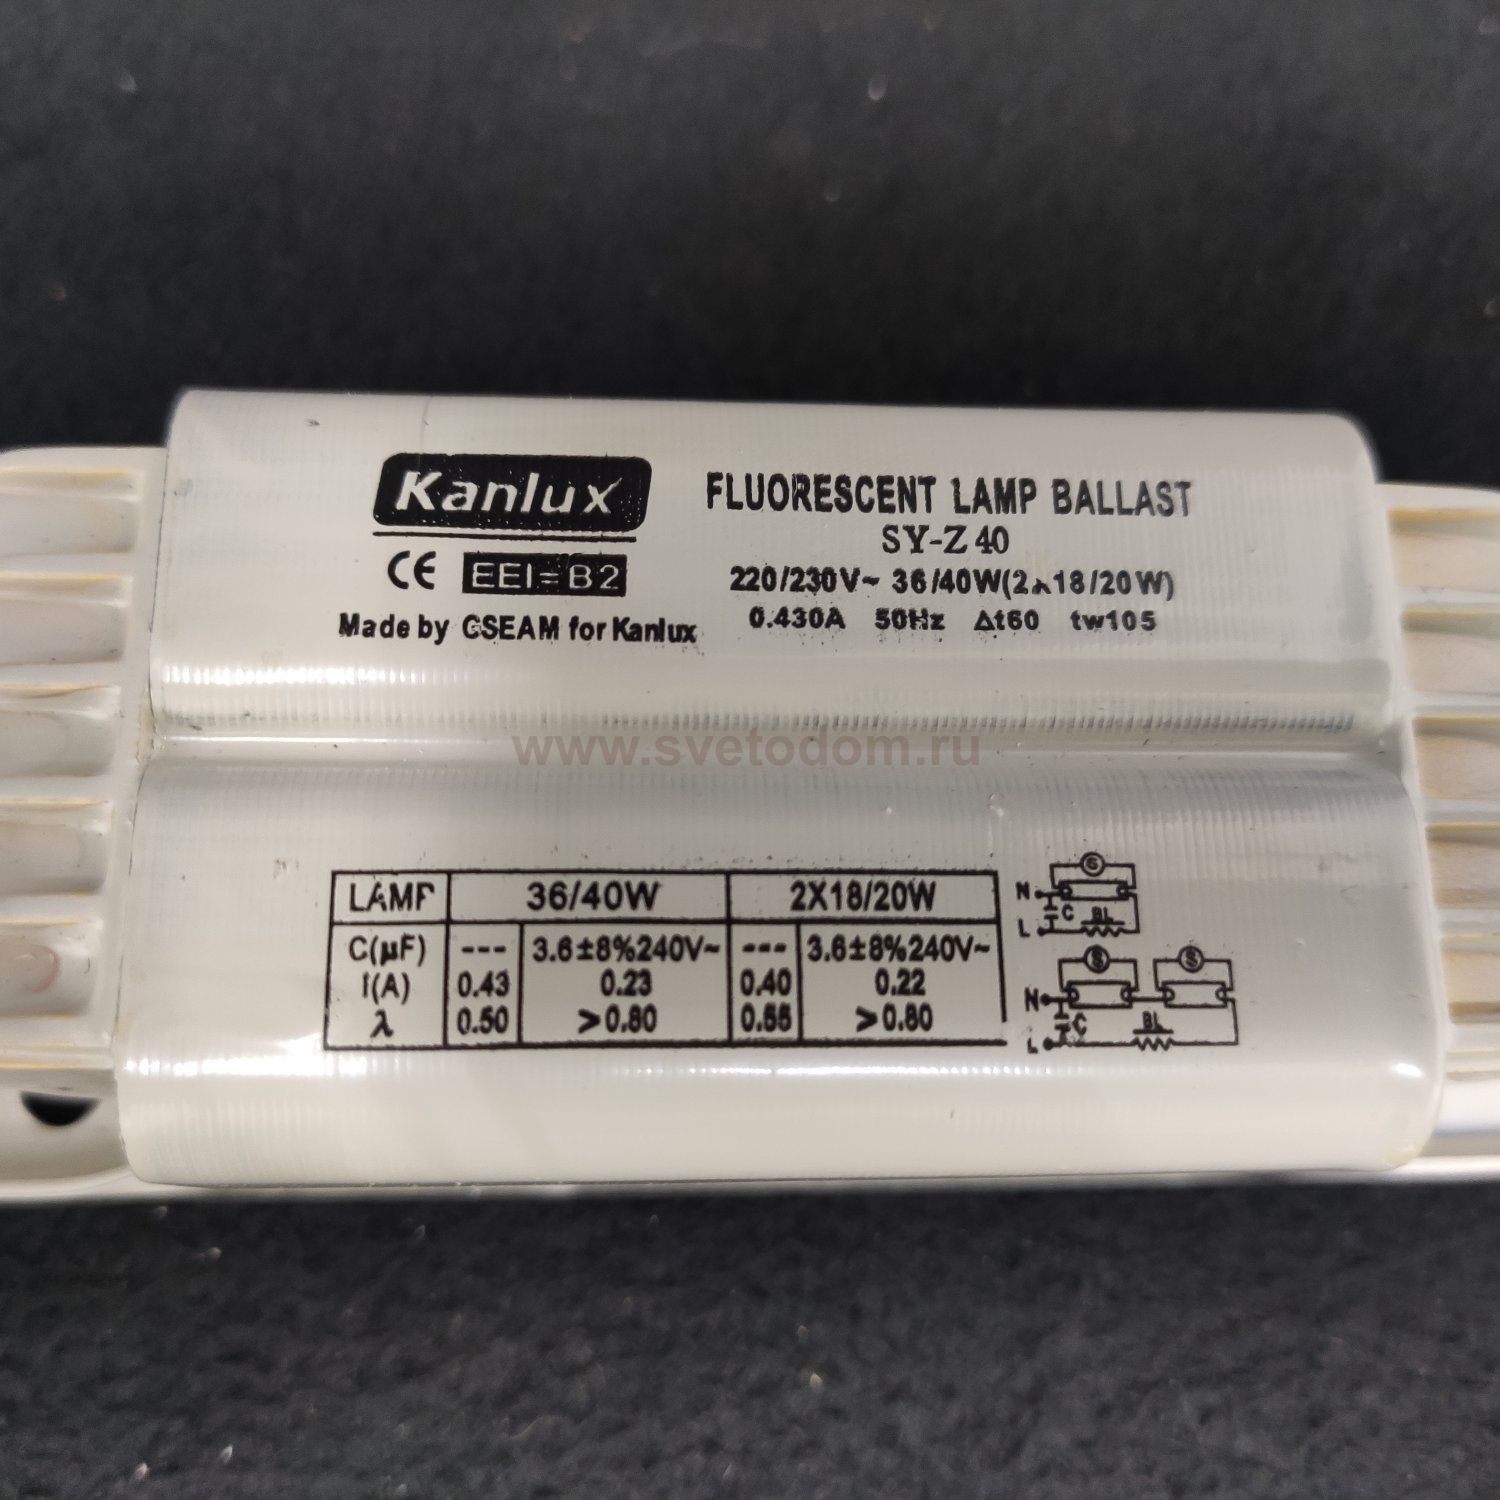 Kanlux
CE EEI=B2
Made by CSEAM for Kanlux
FLUORESCENT LAMP BALLAST
SY-Z 40
220/230V~ 36/40W(2x18/20W)
0.430A 50Hz Δt60 tw105
www.svetodom.ru
LAMP 36/40W 2X18/20W
C(μF) --- 3.6±8%240V~ --- 3.6±8%240V~
I(A) 0.43 0.23 0.40 0.22
λ 0.50 >0.80 0.55 >0.80
S
N
C BL
L
S S
N
C BL
L